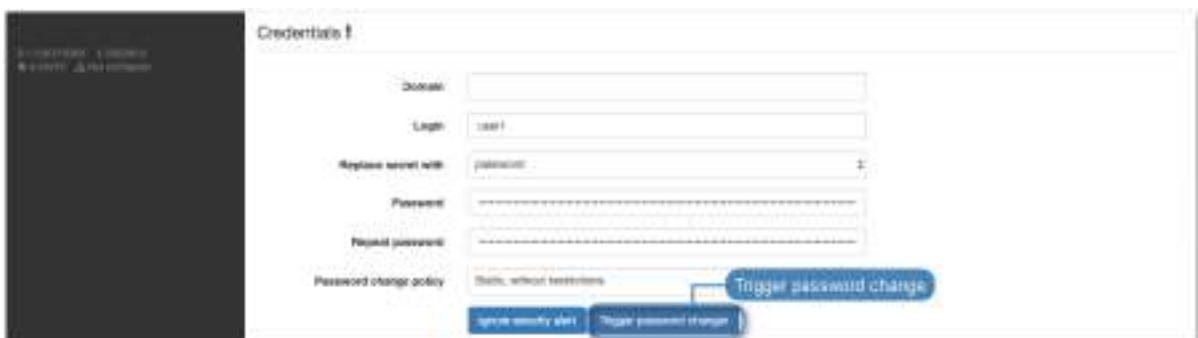 Credentials !
Domain
Login user1
Replace secret with password
Password
Repeat password
Password change policy Static, without restrictions
Trigger password change
Ignore security alert Trigger password change